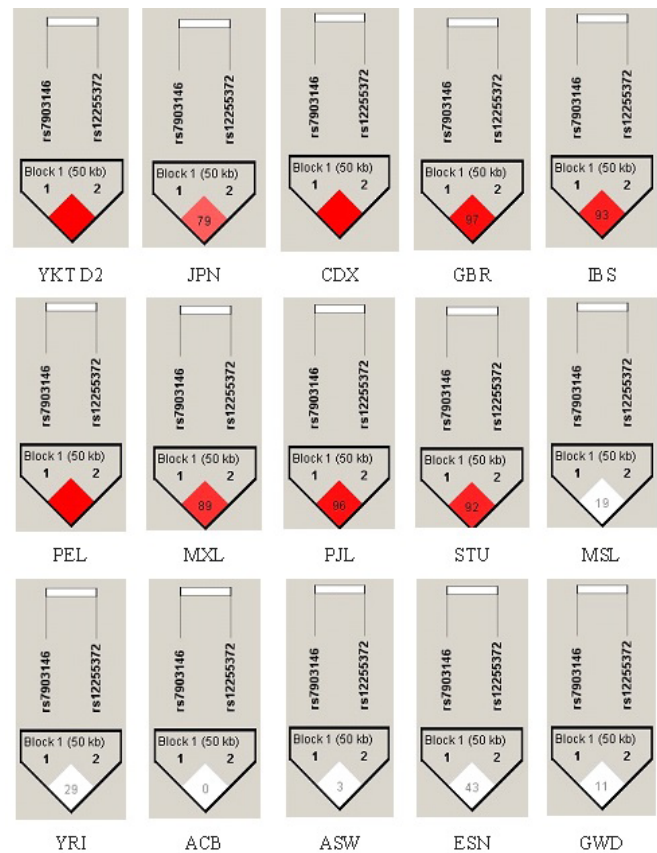 rs7903146 rs12255372 rs7903146 rs12255372 rs7903146 rs12255372 rs7903146 rs12255372 rs7903146 rs12255372
Block 1 (50 kb) Block 1 (50 kb) Block 1 (50 kb) Block 1 (50 kb) Block 1 (50 kb)
1 2 1 2 1 2 1 2 1 2
79 97 93
YKT D2 JPN CDX GBR IBS
rs7903146 rs12255372 rs7903146 rs12255372 rs7903146 rs12255372 rs7903146 rs12255372 rs7903146 rs12255372
Block 1 (50 kb) Block 1 (50 kb) Block 1 (50 kb) Block 1 (50 kb) Block 1 (50 kb)
1 2 1 2 1 2 1 2 1 2
89 96 92 19
PEL MXL PJL STU MSL
rs7903146 rs12255372 rs7903146 rs12255372 rs7903146 rs12255372 rs7903146 rs12255372 rs7903146 rs12255372
Block 1 (50 kb) Block 1 (50 kb) Block 1 (50 kb) Block 1 (50 kb) Block 1 (50 kb)
1 2 1 2 1 2 1 2 1 2
29 0 3 43 11
YRI ACB ASW ESN GWD